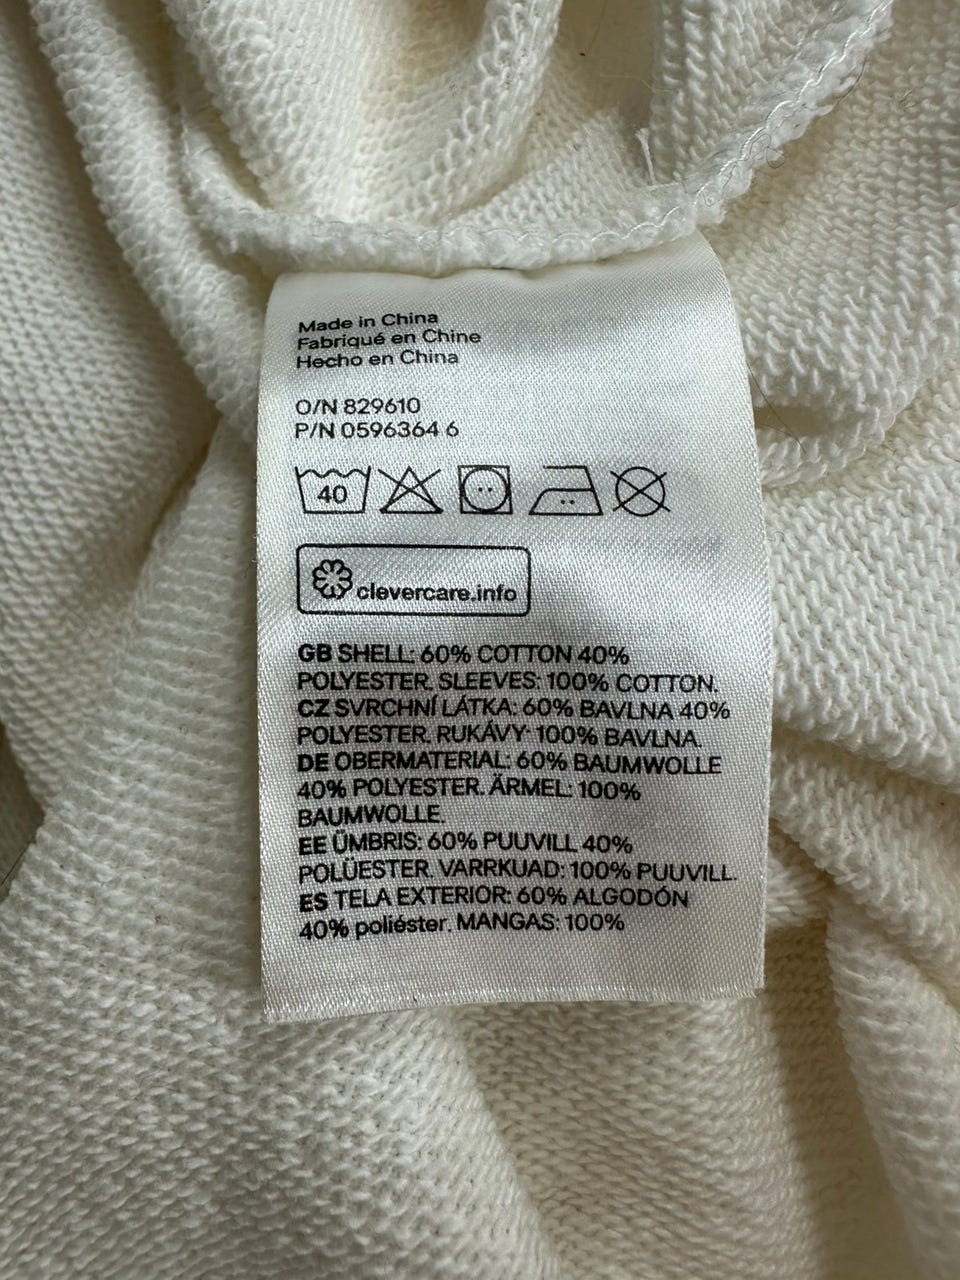 Made in China
Fabriqué en Chine
Hecho en China
O/N 829610
P/N 0596364 6
40
clevercare.info
GB SHELL: 60% COTTON 40%
POLYESTER. SLEEVES: 100% COTTON.
CZ SVRCHNÍ LÁTKA: 60% BAVLNA 40%
POLYESTER. RUKÁVY: 100% BAVLNA.
DE OBERMATERIAL: 60% BAUMWOLLE
40% POLYESTER. ÄRMEL: 100%
BAUMWOLLE.
EE ÜMBRIS: 60% PUUVILL 40%
POLÜESTER. VARRKUAD: 100% PUUVILL.
ES TELA EXTERIOR: 60% ALGODÓN
40% poliéster. MANGAS: 100%